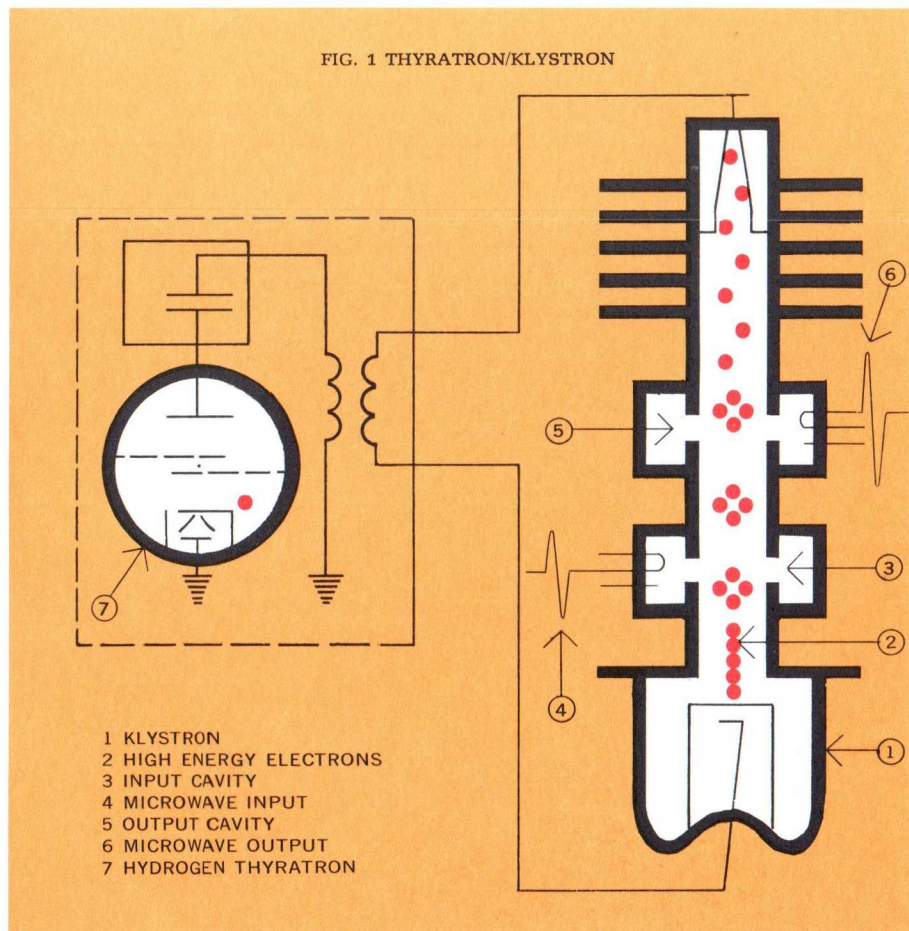 FIG. 1 THYRATRON/KLYSTRON
6
5
3
7
2
4
1
1 KLYSTRON
2 HIGH ENERGY ELECTRONS
3 INPUT CAVITY
4 MICROWAVE INPUT
5 OUTPUT CAVITY
6 MICROWAVE OUTPUT
7 HYDROGEN THYRATRON